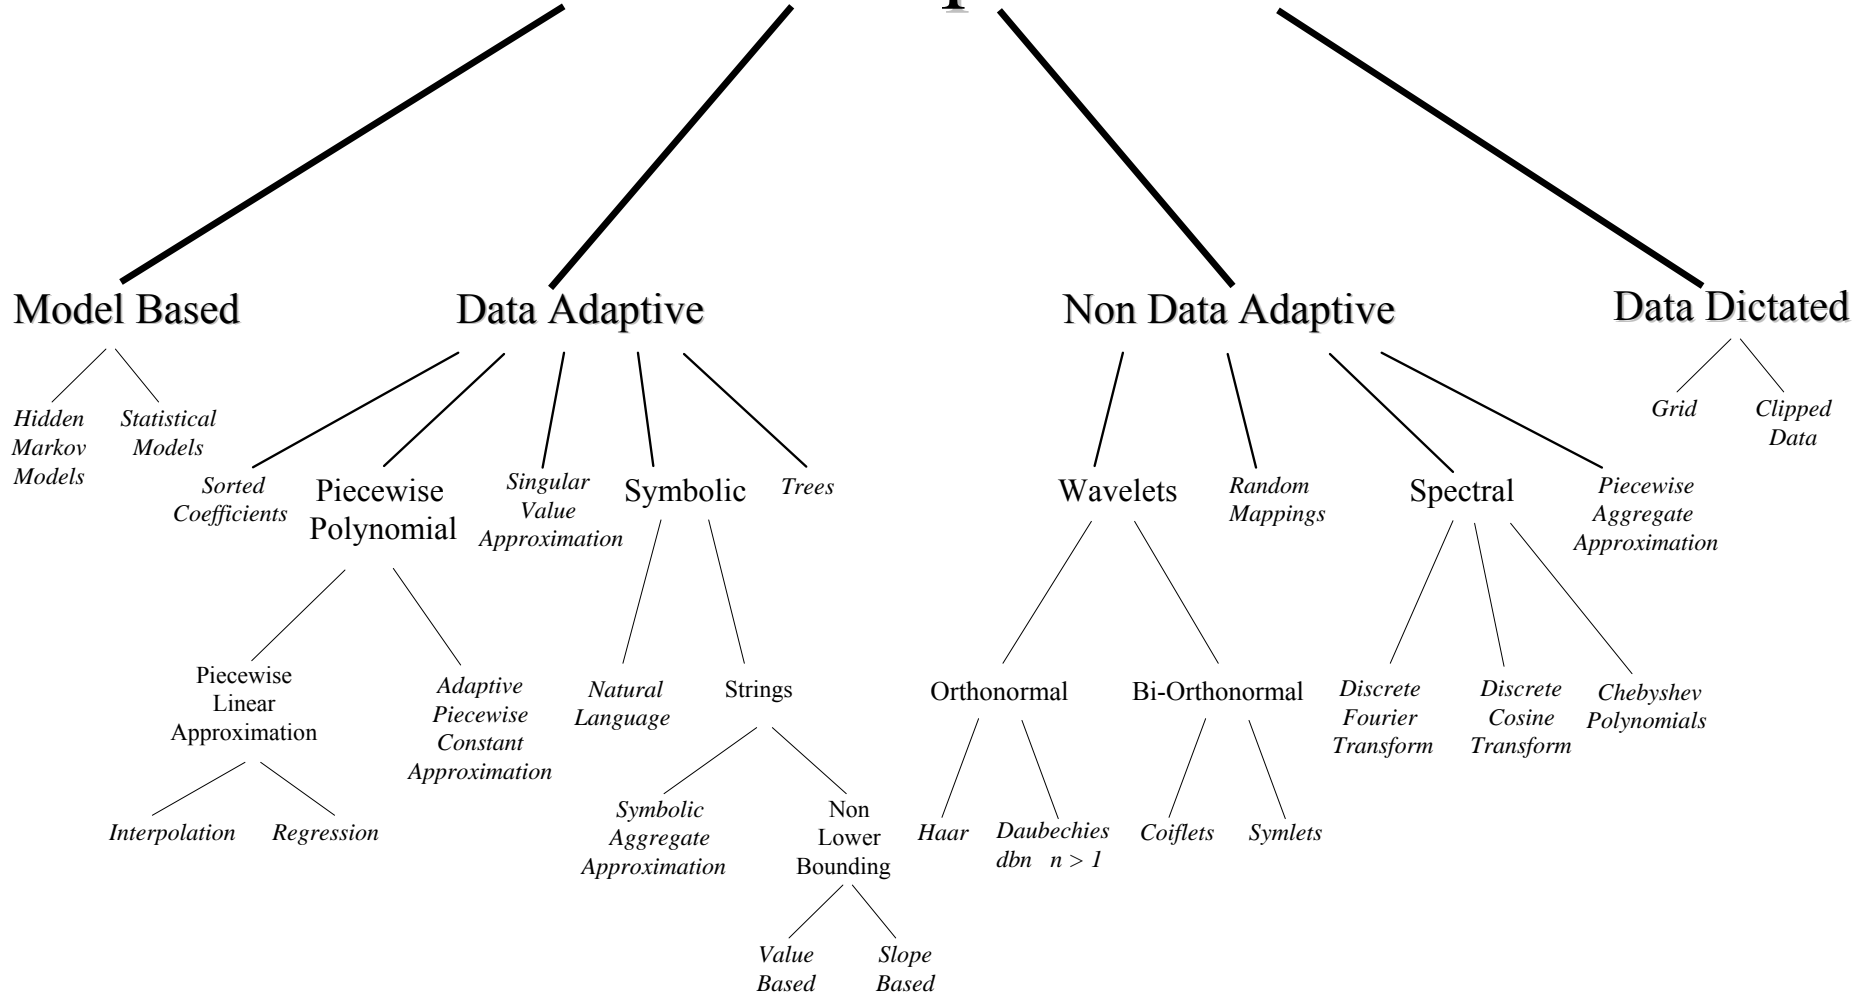 Model Based
Data Adaptive
Non Data Adaptive
Data Dictated
Hidden
Markov
Models
Statistical
Models
Grid
Clipped
Data
Sorted
Coefficients
Piecewise
Polynomial
Singular
Value
Approximation
Symbolic
Trees
Wavelets
Random
Mappings
Spectral
Piecewise
Aggregate
Approximation
Piecewise
Linear
Approximation
Adaptive
Piecewise
Constant
Approximation
Natural
Language
Strings
Orthonormal
Bi-Orthonormal
Discrete
Fourier
Transform
Discrete
Cosine
Transform
Chebyshev
Polynomials
Interpolation
Regression
Symbolic
Aggregate
Approximation
Non
Lower
Bounding
Haar
Daubechies
dbn n > 1
Coiflets
Symlets
Value
Based
Slope
Based